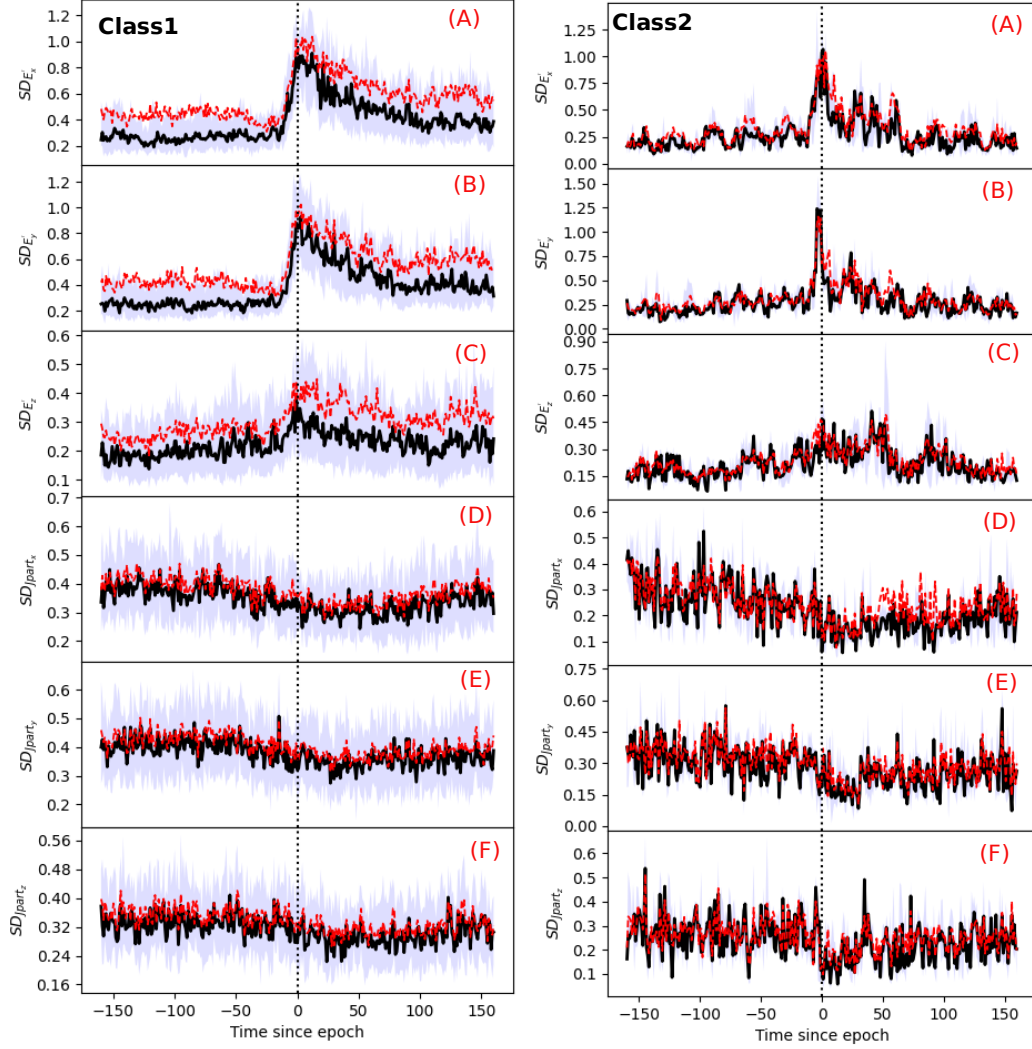 Class1
(A)
SD_{E'_x}
1.2
1.0
0.8
0.6
0.4
0.2
(B)
SD_{E'_y}
1.2
1.0
0.8
0.6
0.4
0.2
(C)
SD_{E'_z}
0.6
0.5
0.4
0.3
0.2
0.1
(D)
SD_{Jpart_x}
0.7
0.6
0.5
0.4
0.3
0.2
(E)
SD_{Jpart_y}
0.6
0.5
0.4
0.3
0.2
(F)
SD_{Jpart_z}
0.56
0.48
0.40
0.32
0.24
0.16
−150 −100 −50 0 50 100 150
Time since epoch
Class2
(A)
SD_{E'_x}
1.25
1.00
0.75
0.50
0.25
0.00
(B)
SD_{E'_y}
1.50
1.25
1.00
0.75
0.50
0.25
0.00
(C)
SD_{E'_z}
0.90
0.75
0.60
0.45
0.30
0.15
(D)
SD_{Jpart_x}
0.6
0.5
0.4
0.3
0.2
0.1
(E)
SD_{Jpart_y}
0.75
0.60
0.45
0.30
0.15
0.00
(F)
SD_{Jpart_z}
0.6
0.5
0.4
0.3
0.2
0.1
−150 −100 −50 0 50 100 150
Time since epoch